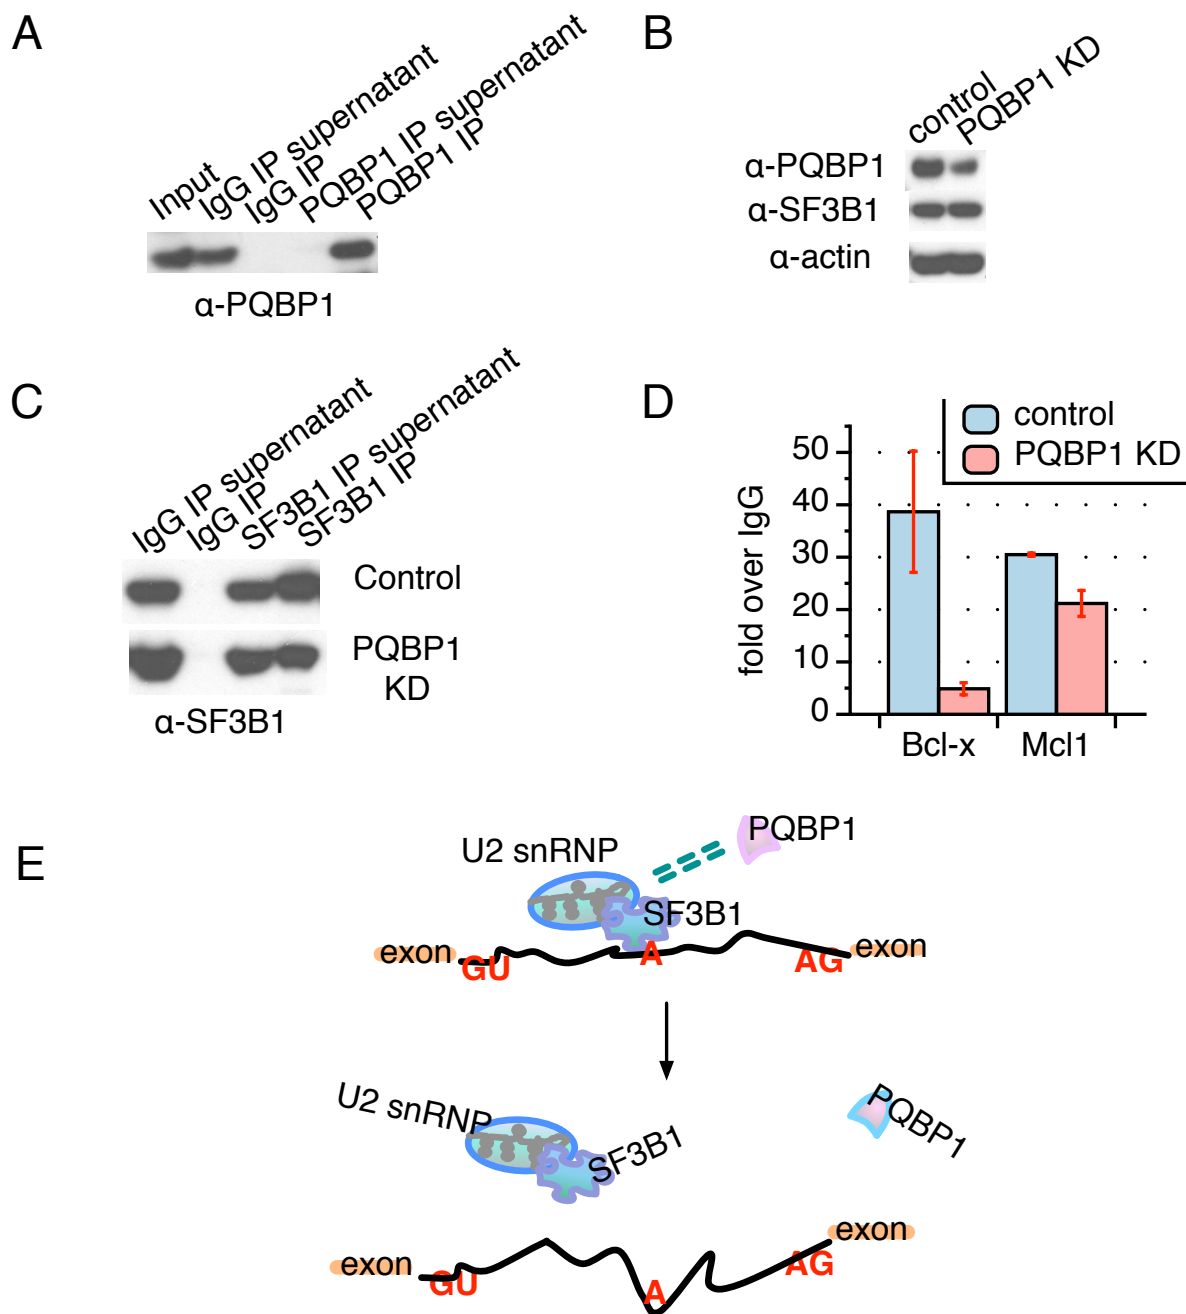 A
Input
IgG IP supernatant
IgG IP
PQBP1 IP supernatant
PQBP1 IP
α-PQBP1
B
control
PQBP1 KD
α-PQBP1
α-SF3B1
α-actin
C
IgG IP supernatant
IgG IP
SF3B1 IP supernatant
SF3B1 IP
Control
PQBP1
KD
α-SF3B1
D
control
PQBP1 KD
fold over IgG
50
40
30
20
10
0
Bcl-x
Mcl1
E
PQBP1
U2 snRNP
SF3B1
exon
GU
A
AG
exon
U2 snRNP
SF3B1
PQBP1
exon
GU
A
AG
exon